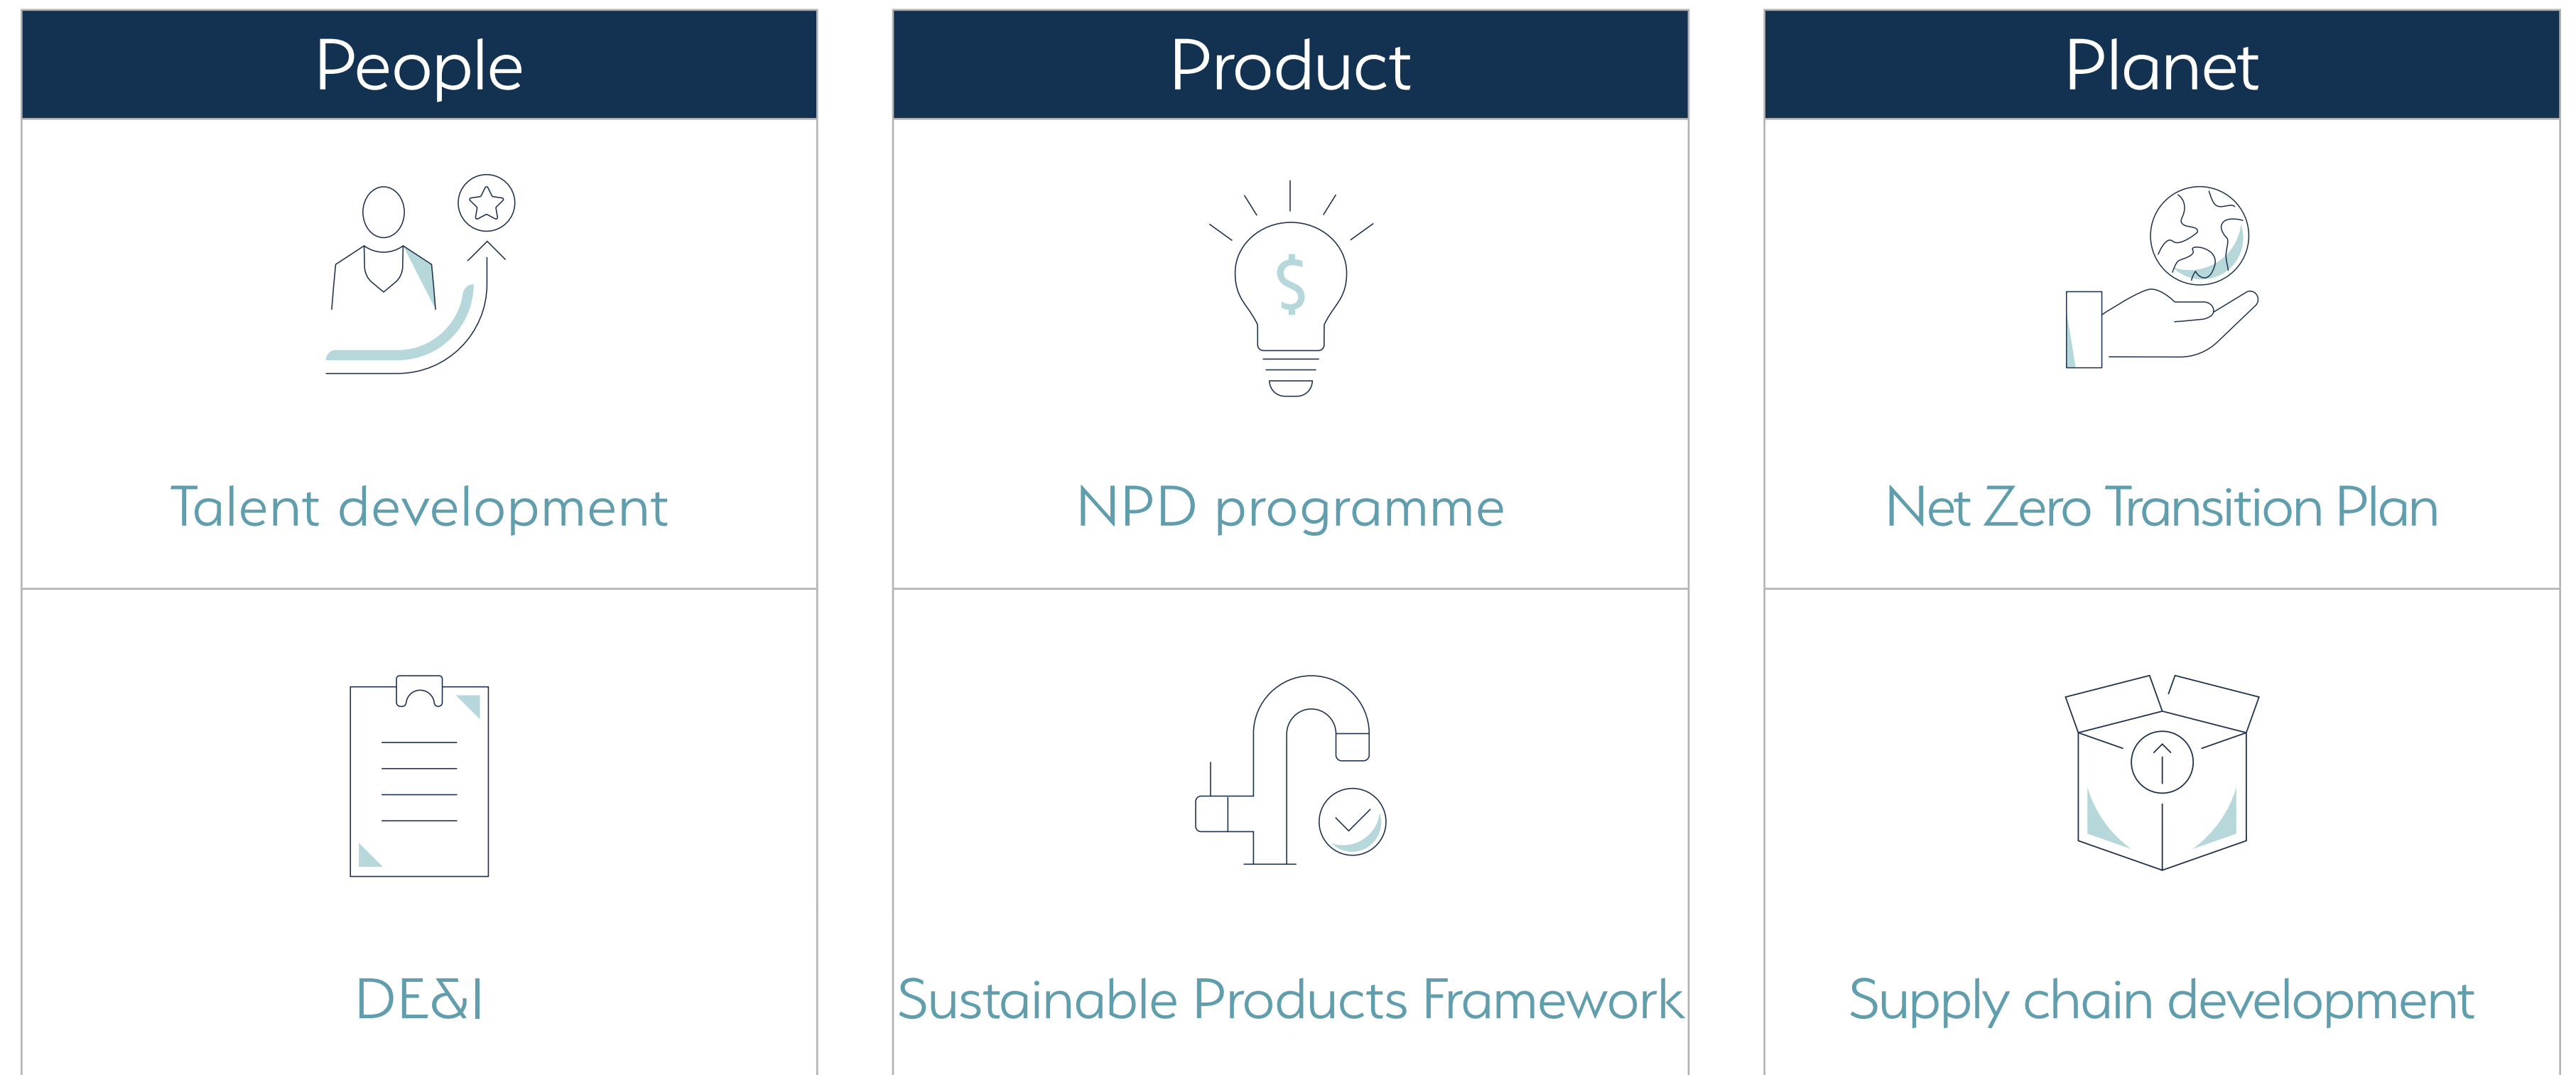 People
Talent development
DE&I
Product
$
NPD programme
Sustainable Products Framework
Planet
Net Zero Transition Plan
Supply chain development